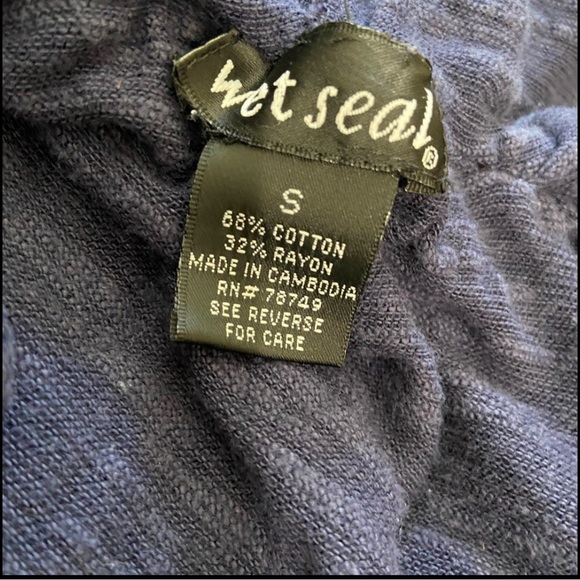 wet seal®
S
68% COTTON
32% RAYON
MADE IN CAMBODIA
RN# 78749
SEE REVERSE
FOR CARE